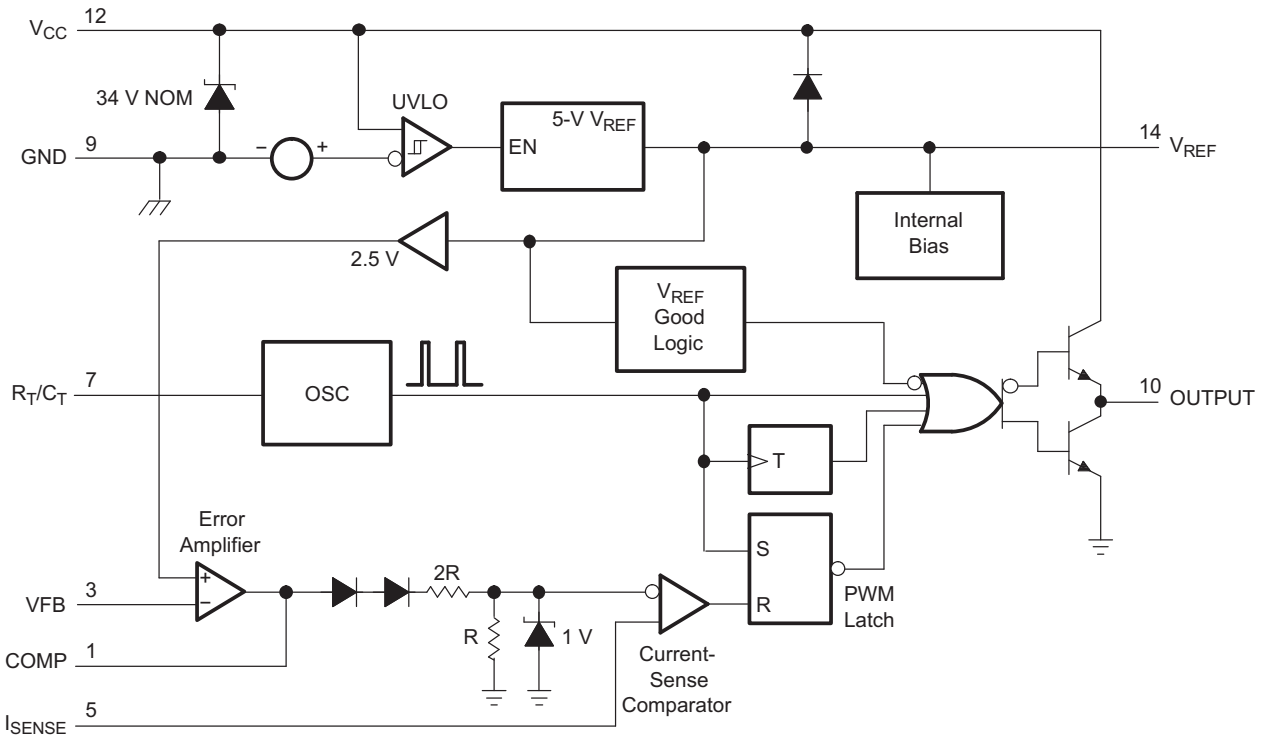 VCC 12
34 V NOM
UVLO
5-V VREF
EN
GND 9
− +
14 VREF
Internal
Bias
2.5 V
VREF
Good
Logic
RT/CT 7
OSC
10 OUTPUT
T
Error
Amplifier
S
R
PWM
Latch
+
−
2R
R
1 V
VFB 3
COMP 1
Current-
Sense
Comparator
ISENSE 5